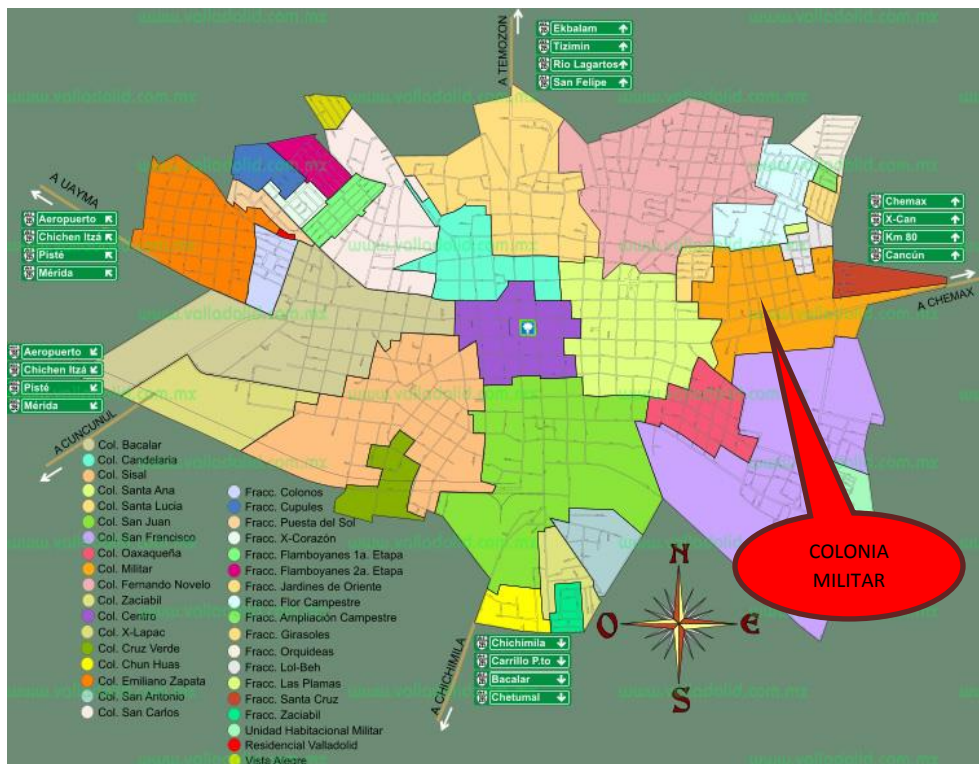 www.valladolid.com.mx
A TEMOZON
Ekbalam
Tizimin
Rio Lagartos
San Felipe
A UAYMA
Aeropuerto
Chichen Itzá
Pisté
Mérida
Chemax
X-Can
Km 80
Cancún
A CHEMAX
Aeropuerto
Chichen Itzá
Pisté
Mérida
A CUNCUNUL
Col. Bacalar
Col. Candelaria
Col. Sisal
Col. Santa Ana
Col. Santa Lucia
Col. San Juan
Col. San Francisco
Col. Oaxaqueña
Col. Militar
Col. Fernando Novelo
Col. Zaciabil
Col. Centro
Col. X-Lapac
Col. Cruz Verde
Col. Chun Huas
Col. Emiliano Zapata
Col. San Antonio
Col. San Carlos
Fracc. Colonos
Fracc. Cupules
Fracc. Puesta del Sol
Fracc. X-Corazón
Fracc. Flamboyanes 1a. Etapa
Fracc. Flamboyanes 2a. Etapa
Fracc. Jardines de Oriente
Fracc. Flor Campestre
Fracc. Ampliación Campestre
Fracc. Girasoles
Fracc. Orquideas
Fracc. Lol-Beh
Fracc. Las Plamas
Fracc. Santa Cruz
Fracc. Zaciabil
Unidad Habitacional Militar
Residencial Valladolid
Vista Alegre
COLONIA
MILITAR
N
O
E
S
Chichimila
Carrillo P.to
Bacalar
Chetumal
A CHICHIMILA